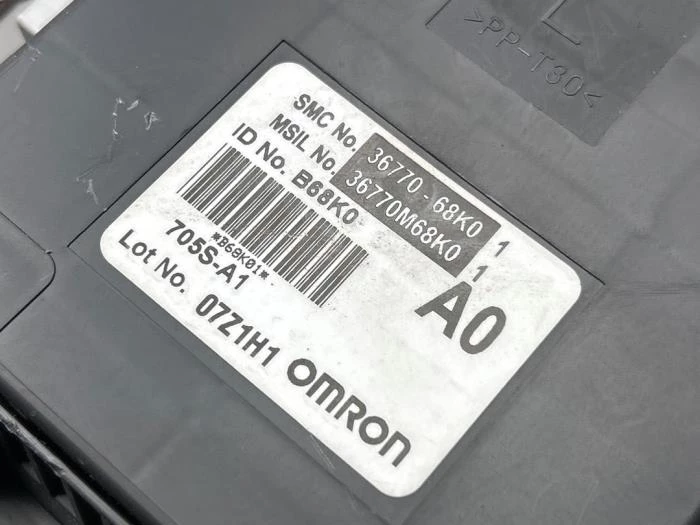 L
>PP-T30<
SMC No. 36770-68K0 1
MSIL No. 36770M68K0 1
ID No. B68K0
*B68K01*
A0
705S-A1
Lot No. 07Z1H1 OMRON